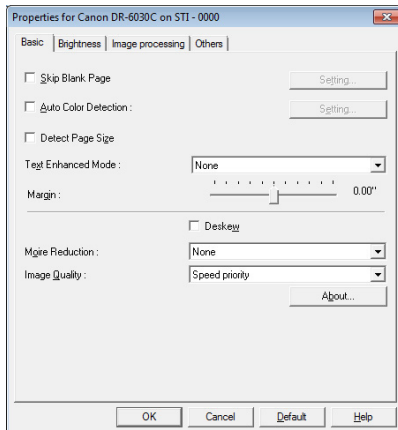 Properties for Canon DR-6030C on STI - 0000
Basic Brightness Image processing Others
Skip Blank Page Setting...
Auto Color Detection : Setting...
Detect Page Size
Text Enhanced Mode : None
Margin : 0.00"
Deskew
Moire Reduction : None
Image Quality : Speed priority
About...
OK Cancel Default Help